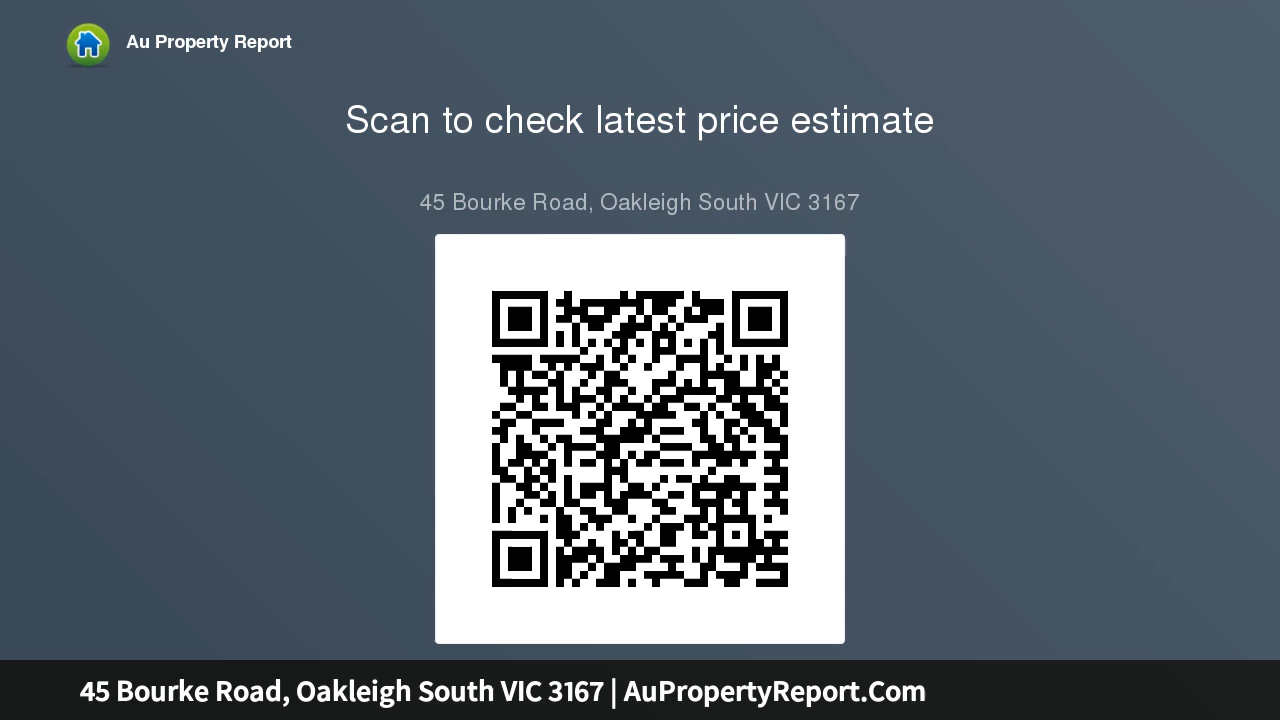 Au Property Report
Scan to check latest price estimate
45 Bourke Road, Oakleigh South VIC 3167
45 Bourke Road, Oakleigh South VIC 3167 | AuPropertyReport.Com